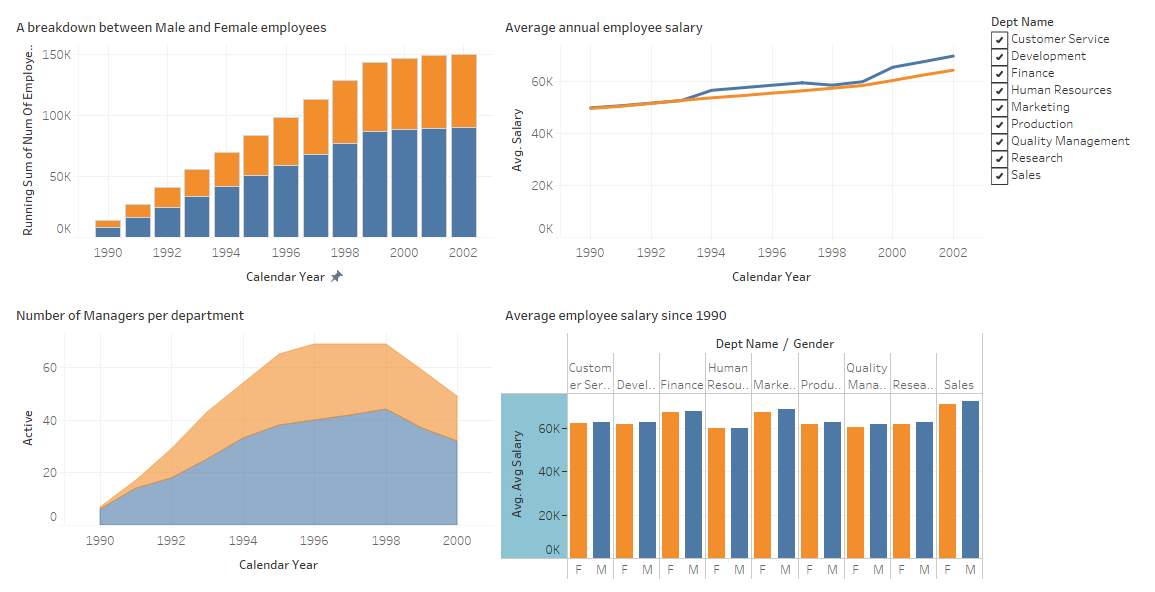 A breakdown between Male and Female employees
Running Sum of Num Of Employe..
150K
100K
50K
0K
1990 1992 1994 1996 1998 2000 2002
Calendar Year
Average annual employee salary
Avg. Salary
60K
40K
20K
0K
1990 1992 1994 1996 1998 2000 2002
Calendar Year
Dept Name
Customer Service
Development
Finance
Human Resources
Marketing
Production
Quality Management
Research
Sales
Number of Managers per department
Active
60
40
20
0
1990 1992 1994 1996 1998 2000
Calendar Year
Average employee salary since 1990
Dept Name / Gender
Custom
er Ser..
Devel..
Finance
Human
Resou..
Marke..
Produ..
Quality
Mana..
Resea..
Sales
Avg. Avg Salary
60K
40K
20K
0K
F M F M F M F M F M F M F M F M F M